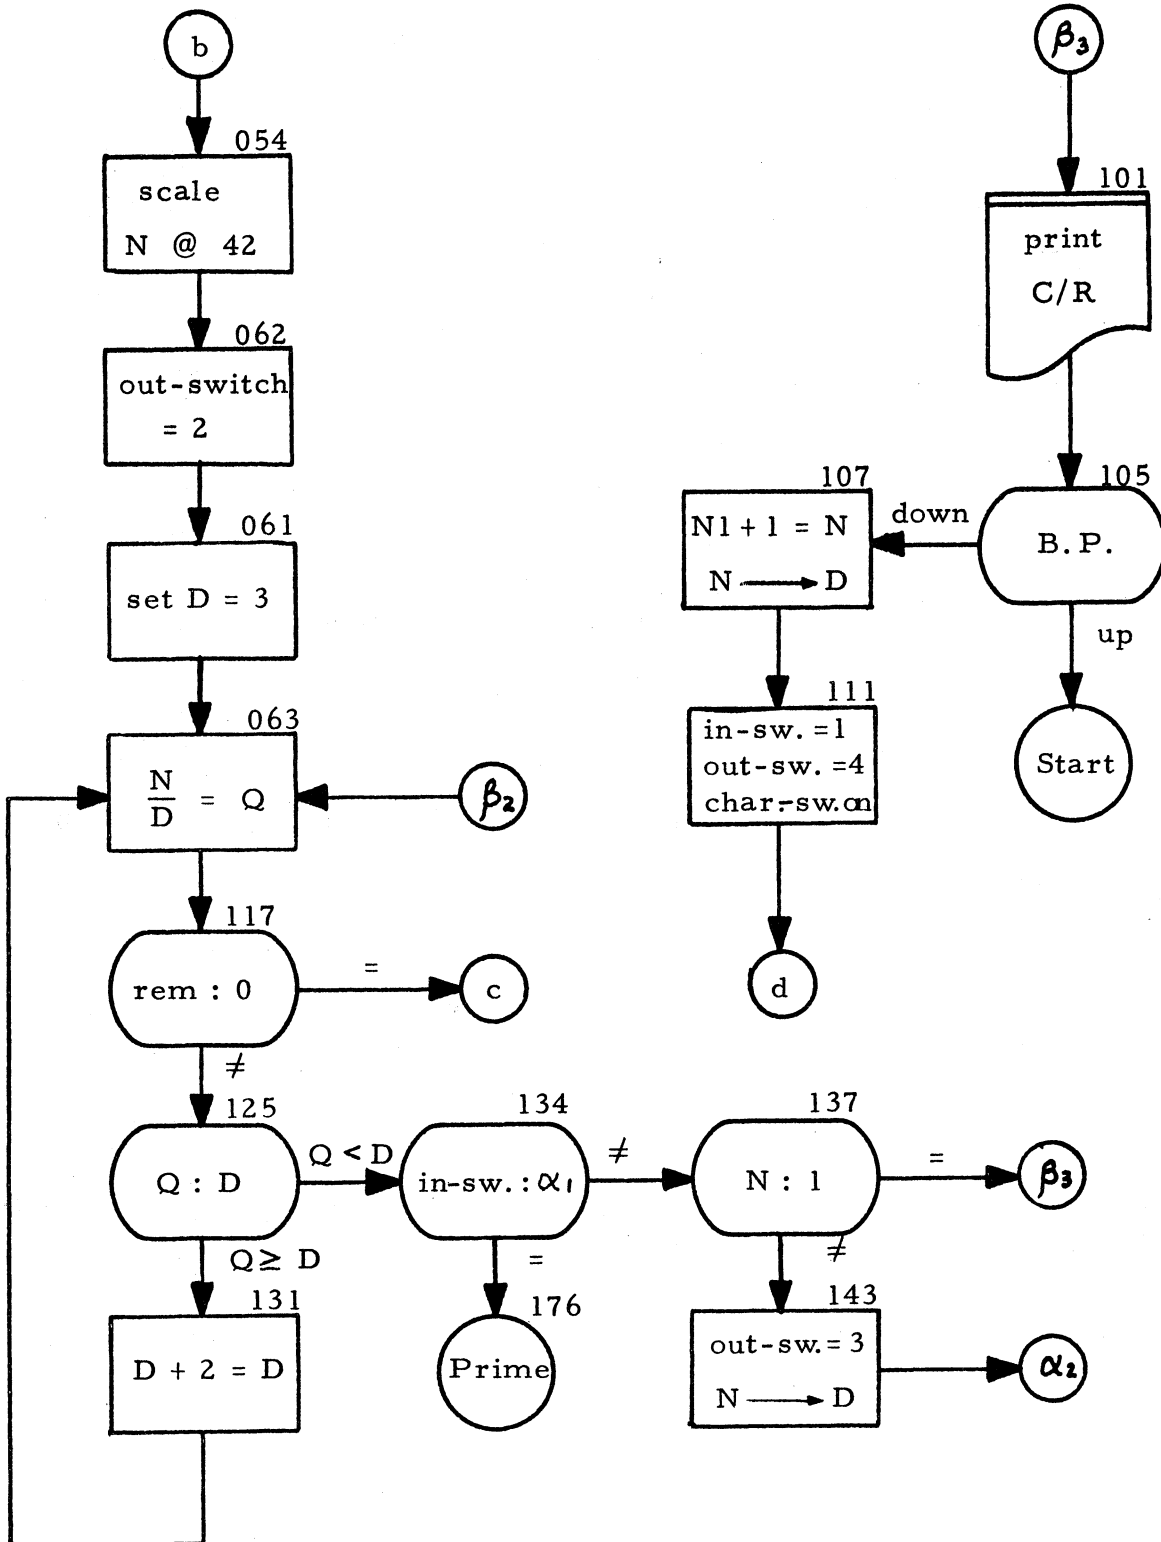 b
054
scale
N @ 42
062
out-switch
= 2
061
set D = 3
063
N
D
= Q
β2
117
rem : 0
=
c
≠
125
Q : D
Q < D
134
in-sw. : α1
≠
137
N : 1
=
β3
Q ≥ D
=
≠
131
D + 2 = D
176
Prime
143
out-sw. = 3
N → D
α2
β3
101
print
C/R
105
B. P.
down
107
N1 + 1 = N
N → D
up
Start
111
in-sw. = 1
out-sw. = 4
char.-sw. on
d